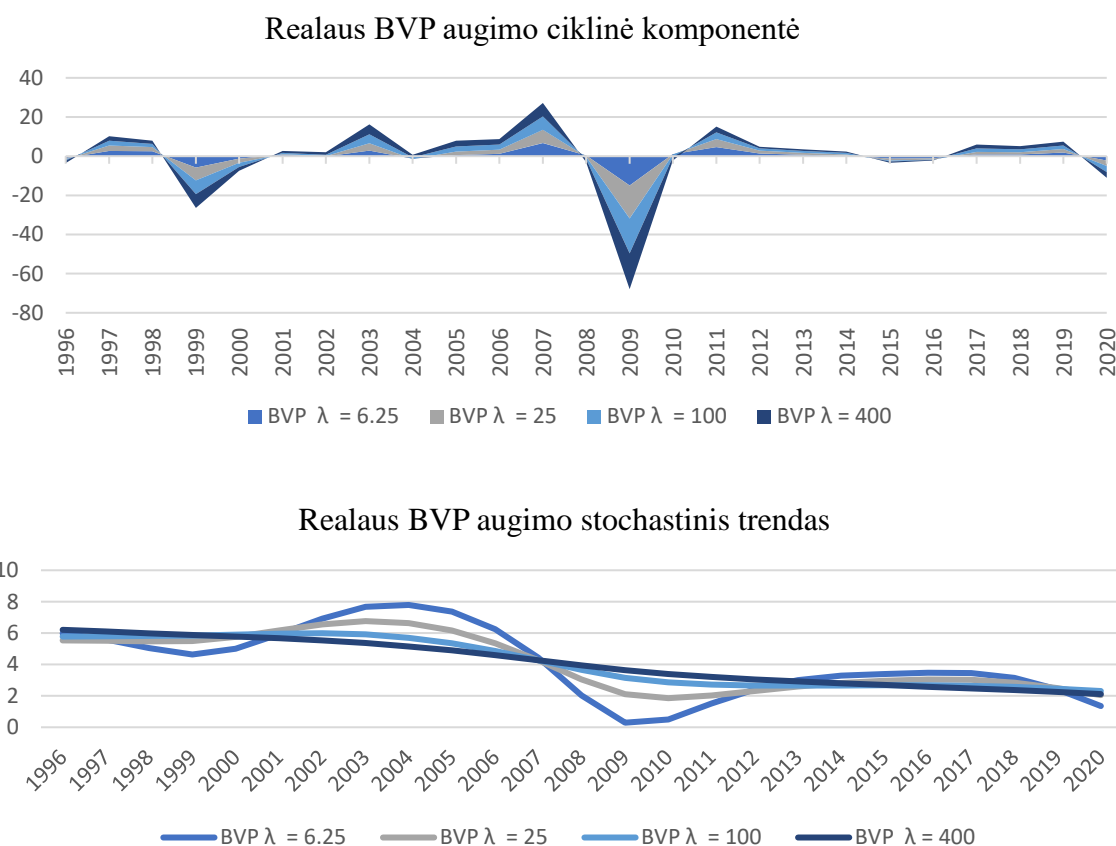 Realaus BVP augimo ciklinė komponentė
40
20
0
-20
-40
-60
-80
1996 1997 1998 1999 2000 2001 2002 2003 2004 2005 2006 2007 2008 2009 2010 2011 2012 2013 2014 2015 2016 2017 2018 2019 2020
BVP λ = 6.25 BVP λ = 25 BVP λ = 100 BVP λ = 400
Realaus BVP augimo stochastinis trendas
10
8
6
4
2
0
1996 1997 1998 1999 2000 2001 2002 2003 2004 2005 2006 2007 2008 2009 2010 2011 2012 2013 2014 2015 2016 2017 2018 2019 2020
BVP λ = 6.25 BVP λ = 25 BVP λ = 100 BVP λ = 400